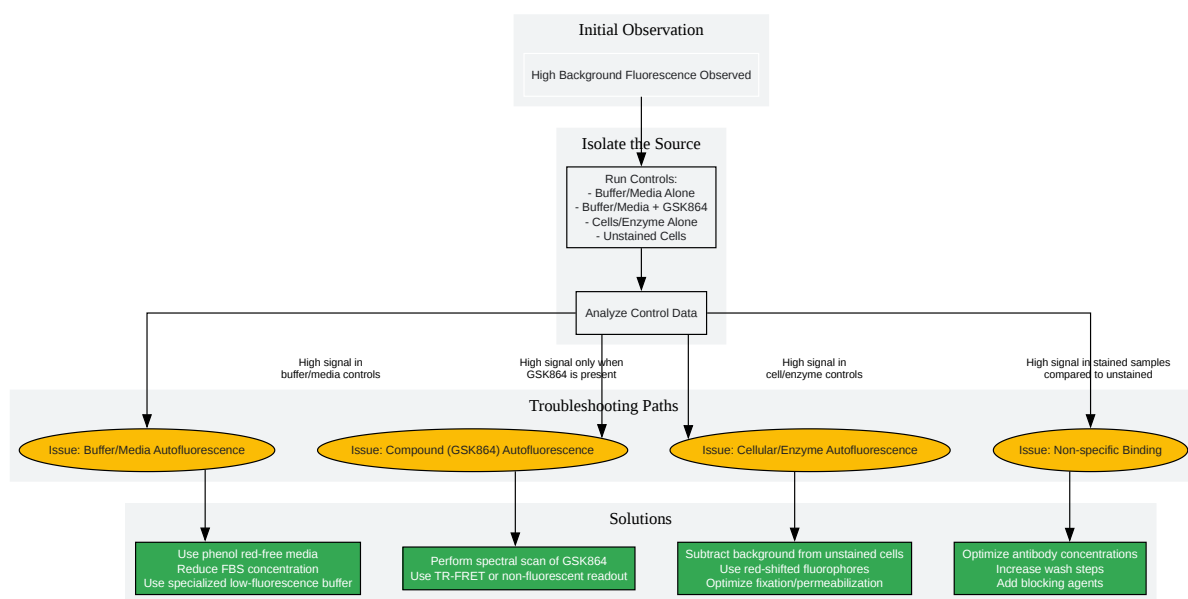 Initial Observation
High Background Fluorescence Observed
Isolate the Source
Run Controls:
- Buffer/Media Alone
- Buffer/Media + GSK864
- Cells/Enzyme Alone
- Unstained Cells
Analyze Control Data
High signal in
buffer/media controls
High signal only when
GSK864 is present
High signal in
cell/enzyme controls
High signal in stained samples
compared to unstained
Troubleshooting Paths
Issue: Buffer/Media Autofluorescence
Issue: Compound (GSK864) Autofluorescence
Issue: Cellular/Enzyme Autofluorescence
Issue: Non-specific Binding
Solutions
Use phenol red-free media
Reduce FBS concentration
Use specialized low-fluorescence buffer
Perform spectral scan of GSK864
Use TR-FRET or non-fluorescent readout
Subtract background from unstained cells
Use red-shifted fluorophores
Optimize fixation/permeabilization
Optimize antibody concentrations
Increase wash steps
Add blocking agents